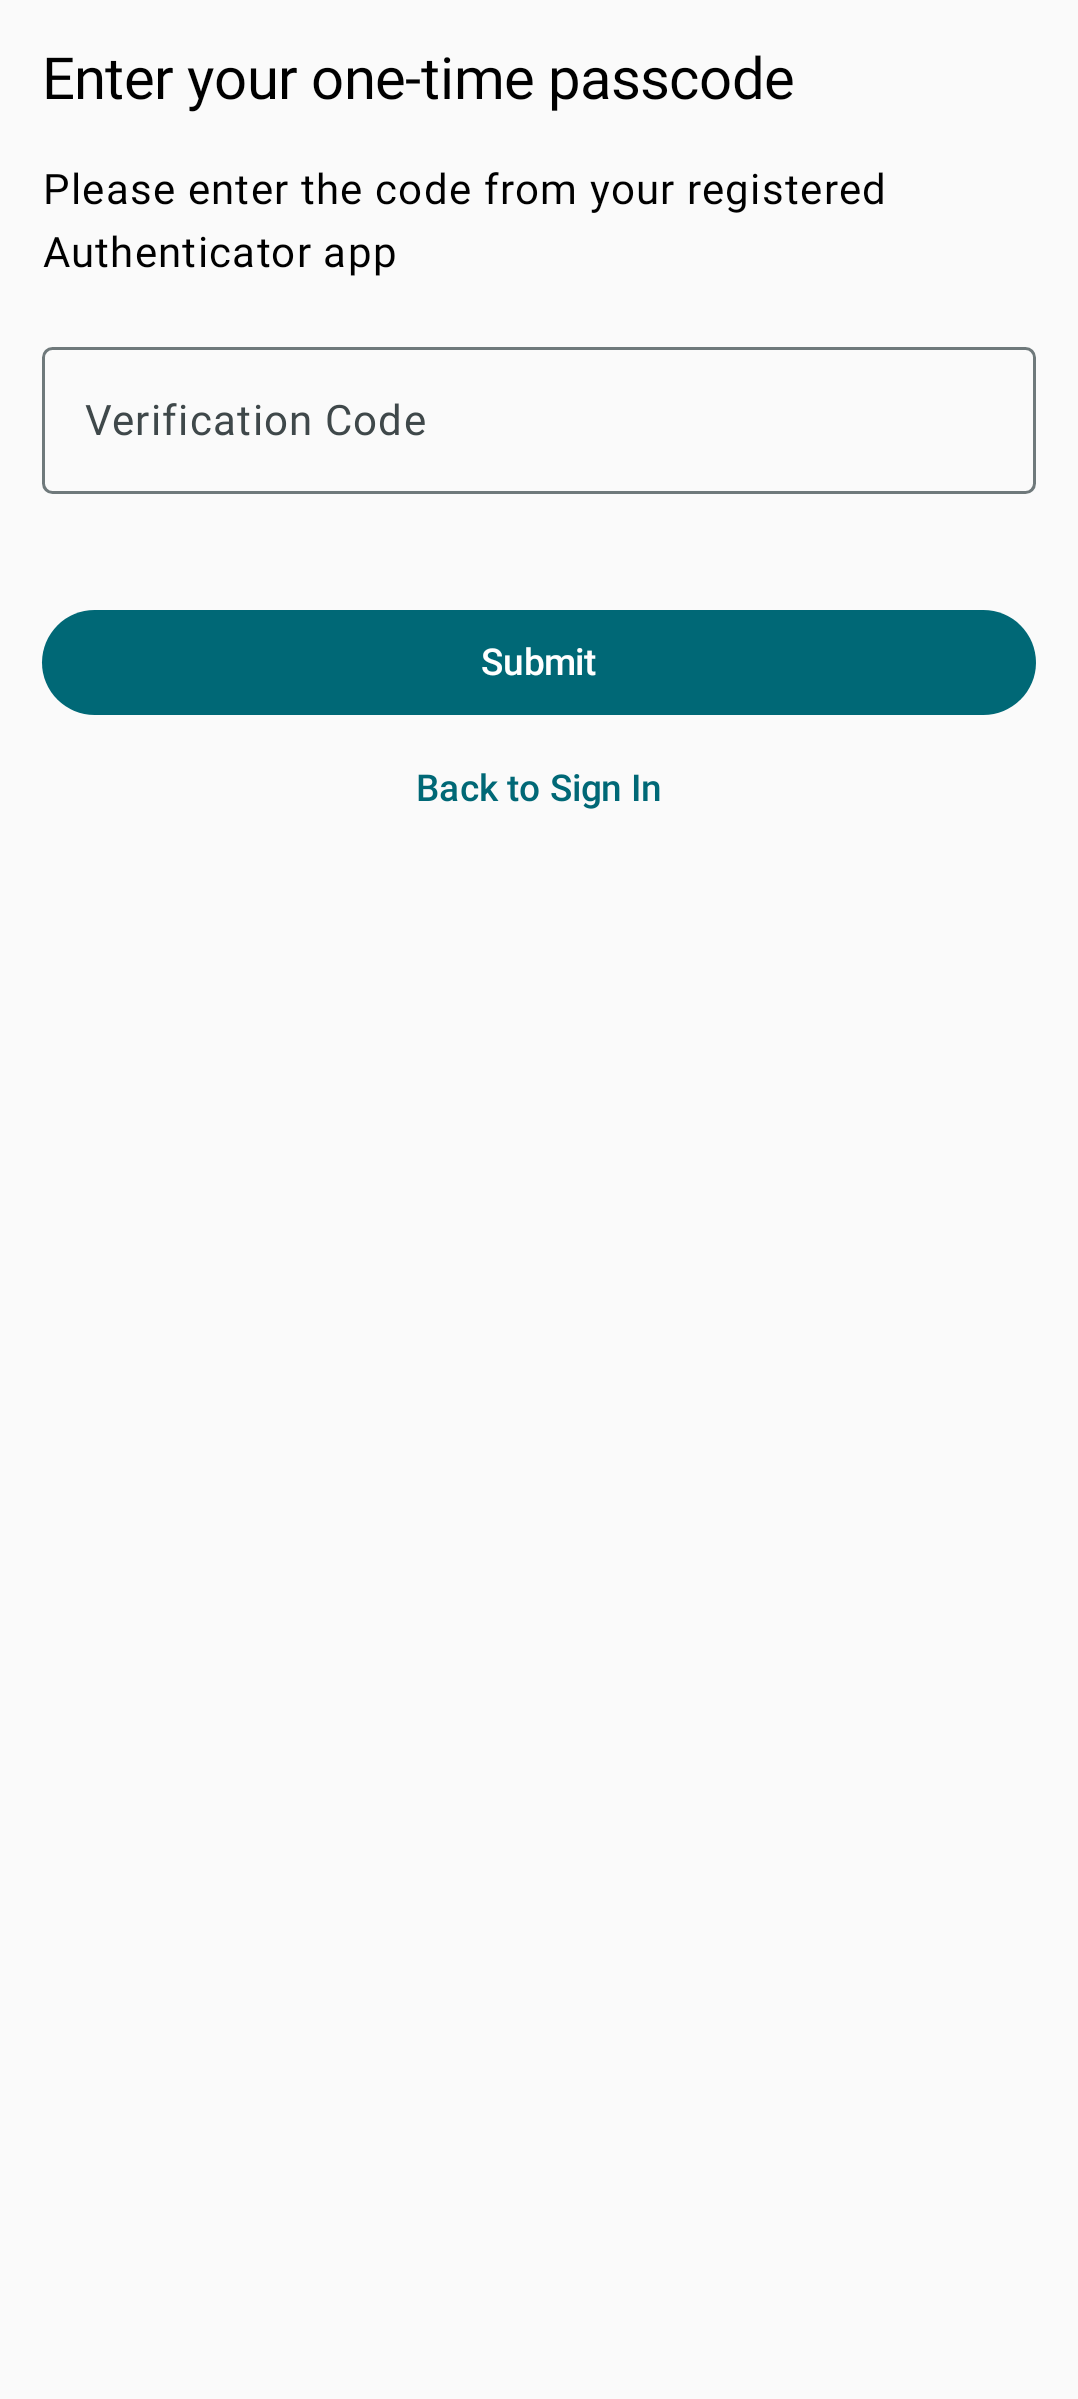 Enter your one-time passcode
Please enter the code from your registered
Authenticator app
Verification Code
Submit
Back to Sign In